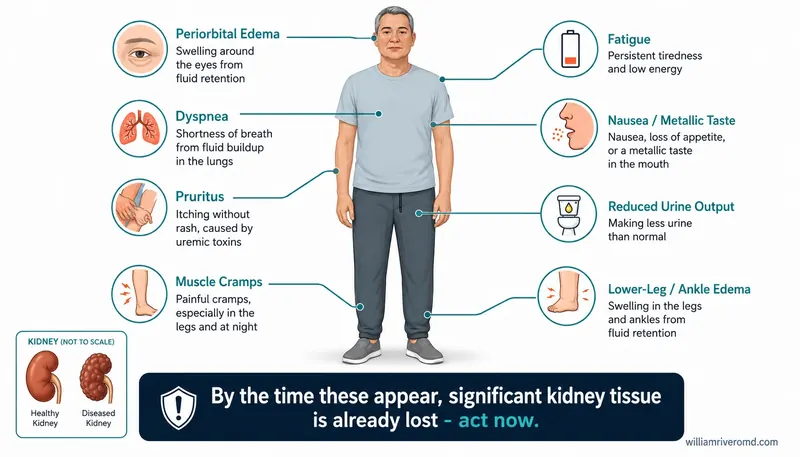 Periorbital Edema
Swelling around
the eyes from
fluid retention
Dyspnea
Shortness of breath
from fluid buildup
in the lungs
Pruritus
Itching without
rash, caused by
uremic toxins
Muscle Cramps
Painful cramps,
especially in the
legs and at night
Fatigue
Persistent tiredness
and low energy
Nausea / Metallic Taste
Nausea, loss of appetite,
or a metallic taste
in the mouth
Reduced Urine Output
Making less urine
than normal
Lower-Leg / Ankle Edema
Swelling in the legs
and ankles from
fluid retention
KIDNEY (NOT TO SCALE)
Healthy
Kidney
Diseased
Kidney
By the time these appear, significant kidney tissue
is already lost - act now.
williamriveromd.com